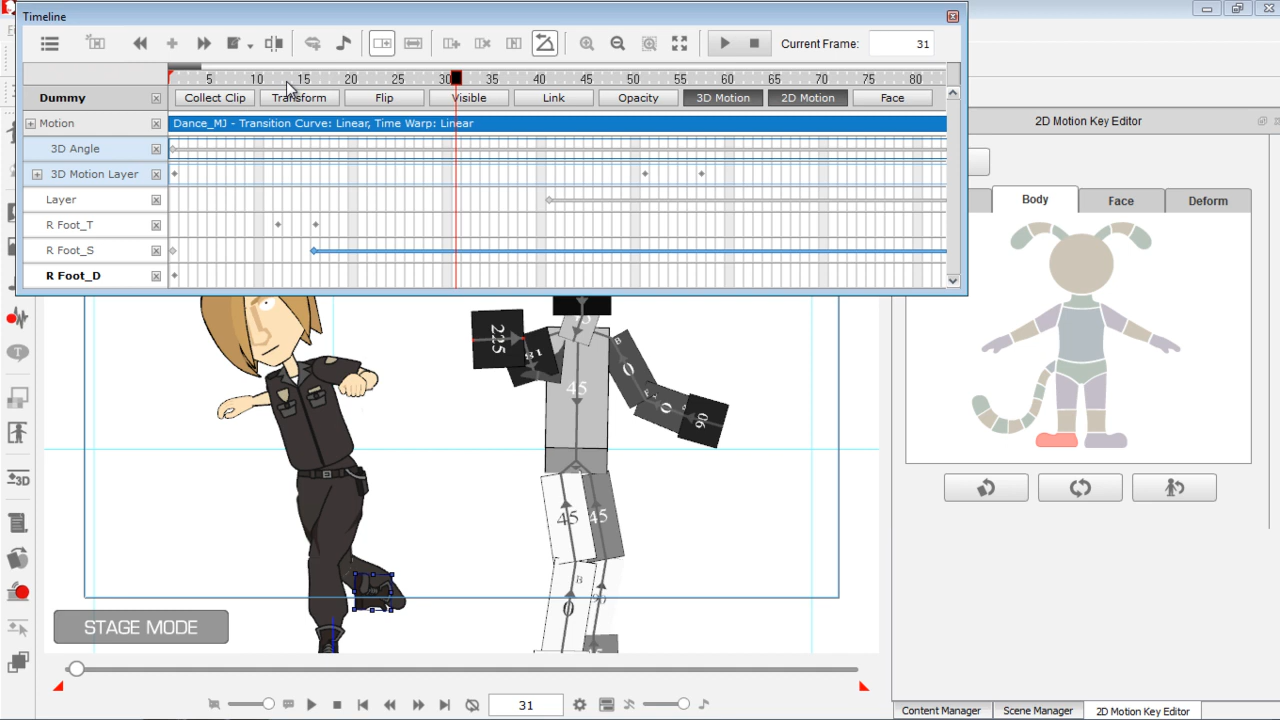 Timeline
Current Frame: 31
5 10 15 20 25 30 35 40 45 50 55 60 65 70 75 80
Dummy Collect Clip Transform Flip Visible Link Opacity 3D Motion 2D Motion Face
Motion Dance_MJ - Transition Curve: Linear, Time Warp: Linear
3D Angle
3D Motion Layer
Layer
R Foot_T
R Foot_S
R Foot_D
2D Motion Key Editor
Body Face Deform
225
B 1
B
0
45
0
90
45
45
B
0
STAGE MODE
31
Content Manager Scene Manager 2D Motion Key Editor